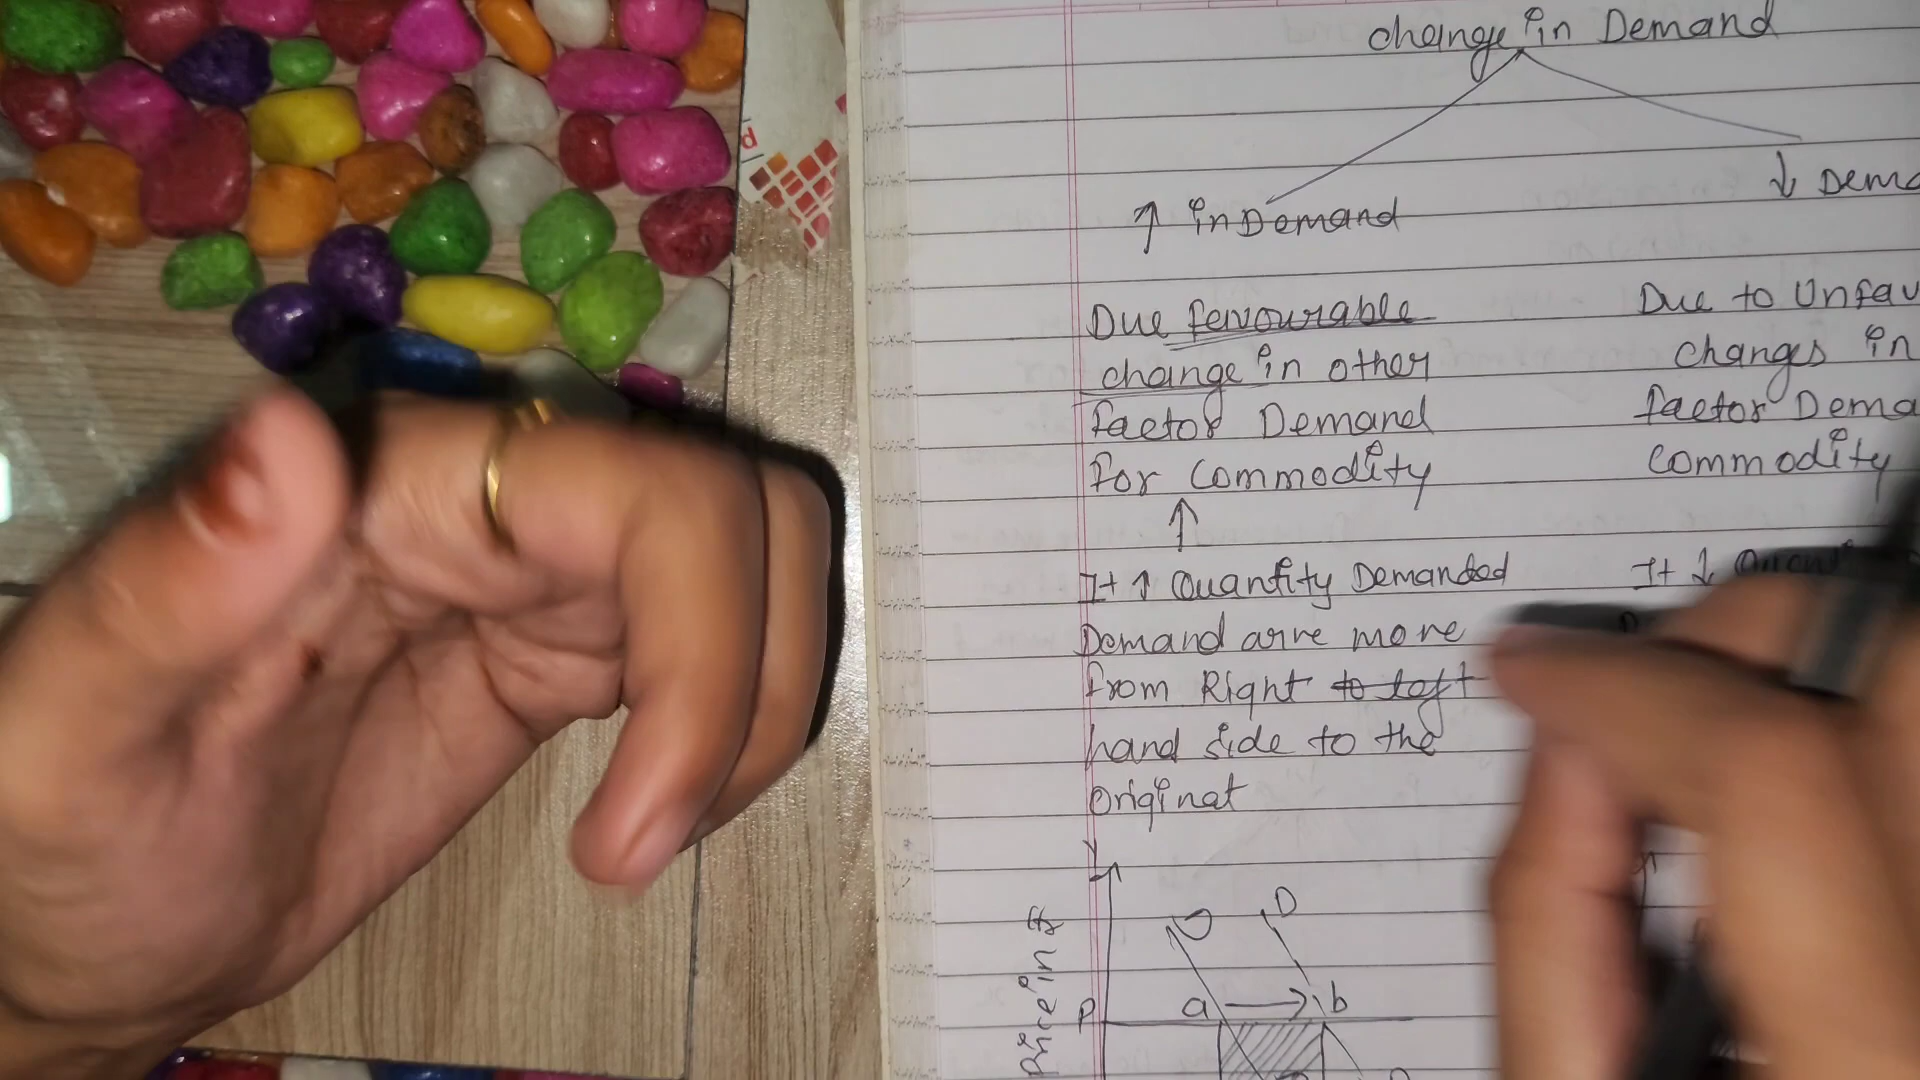 change in Demand
↑ in Demand
↓ Dema
Due fevourable
change in other
factor Demand
for commodity
↑
It ↑ Quantity Demanded
Demand arve more
from Right to left
hand side to the
Originat
Due to Unfav
changes in
factor Dema
commodity
It ↓
Price in ₹
D
P
a → b